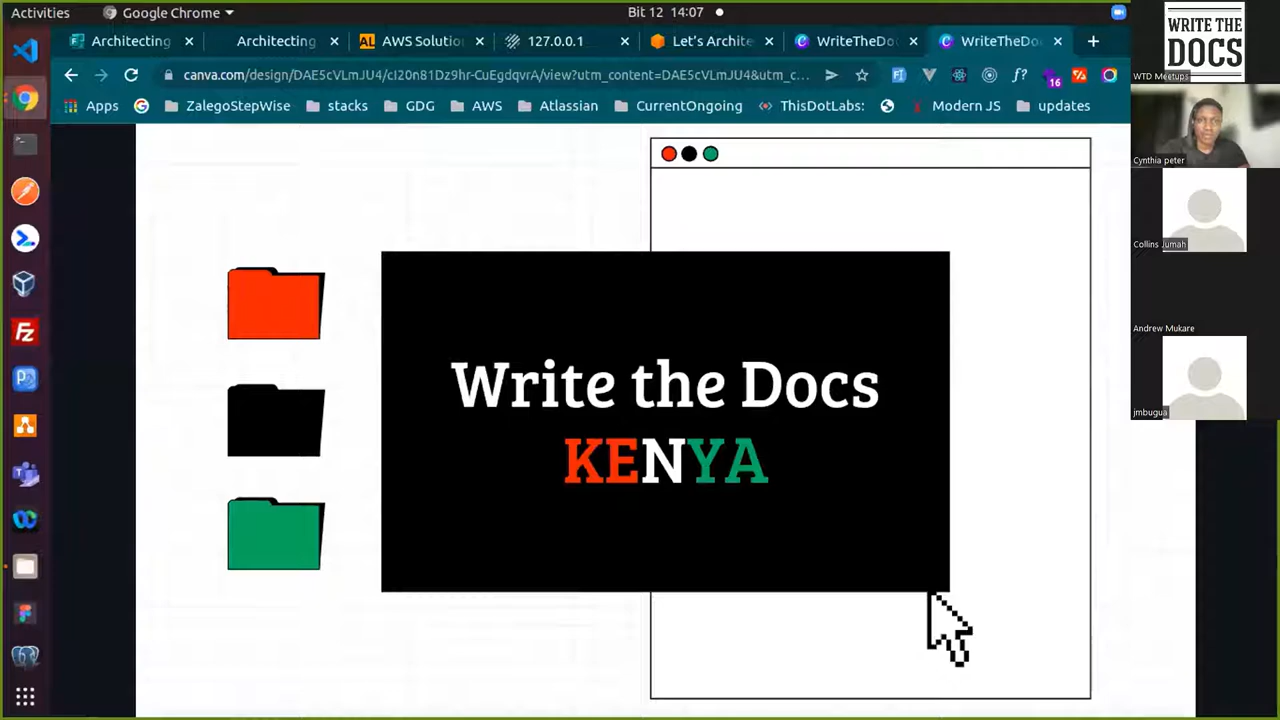 Activities
Google Chrome
Bit 12 14:07
Architecting
Architecting
AWS Solutio
127.0.0.1
Let's Archite
WriteTheDo
WriteTheDo
canva.com/design/DAE5cVLmJU4/cI20n81Dz9hr-CuEgdqvrA/view?utm_content=DAE5cVLmJU4&utm_c...
f?
16
Apps
ZalegoStepWise
stacks
GDG
AWS
Atlassian
CurrentOngoing
ThisDotLabs:
Modern JS
updates
Write the Docs
KENYA
WRITE THE
DOCS
WTD Meetups
Cynthia peter
Collins Jumah
Andrew Mukare
jmbugua